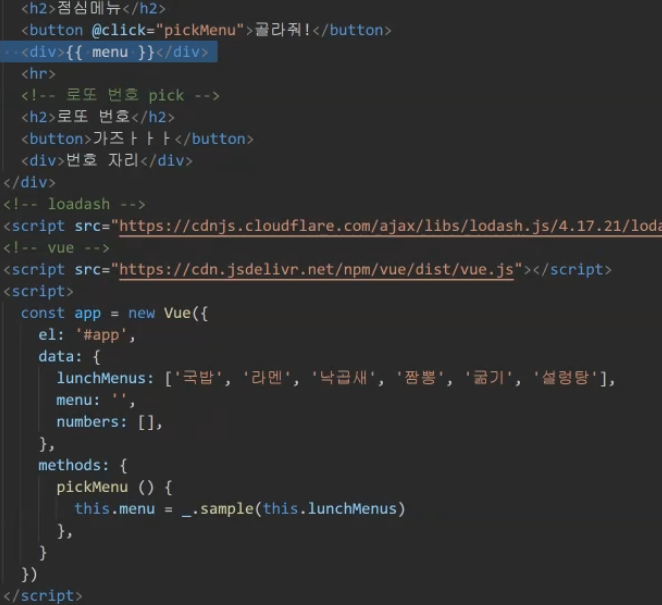 <h2>점심메뉴</h2>
<button @click="pickMenu">골라줘!</button>
<div>{{ menu }}</div>
<hr>
<!-- 로또 번호 pick -->
<h2>로또 번호</h2>
<button>가즈ㅏㅏㅏ</button>
<div>번호 자리</div>
</div>
<!-- loadash -->
<script src="https://cdnjs.cloudflare.com/ajax/libs/lodash.js/4.17.21/loda
<!-- vue -->
<script src="https://cdn.jsdelivr.net/npm/vue/dist/vue.js"></script>
<script>
const app = new Vue({
el: '#app',
data: {
lunchMenus: ['국밥', '라멘', '낙곱새', '짬뽕', '굶기', '설렁탕'],
menu: '',
numbers: [],
},
methods: {
pickMenu () {
this.menu = _.sample(this.lunchMenus)
},
}
})
</script>